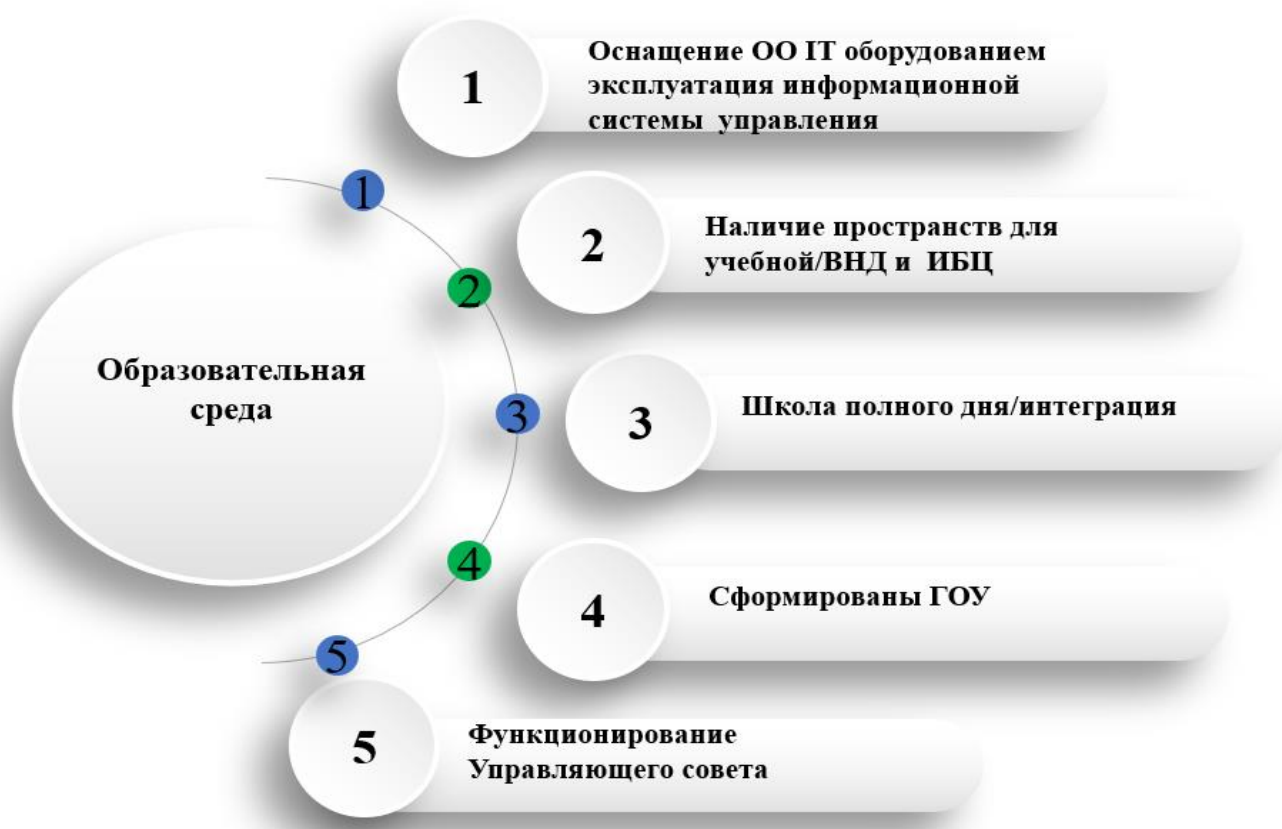 1
Оснащение ОО IT оборудованием
эксплуатация информационной
системы управления
1
2
Наличие пространств для
учебной/ВНД и ИБЦ
2
Образовательная
среда
3
3
Школа полного дня/интеграция
4
4
Сформированы ГОУ
5
5
Функционирование
Управляющего совета